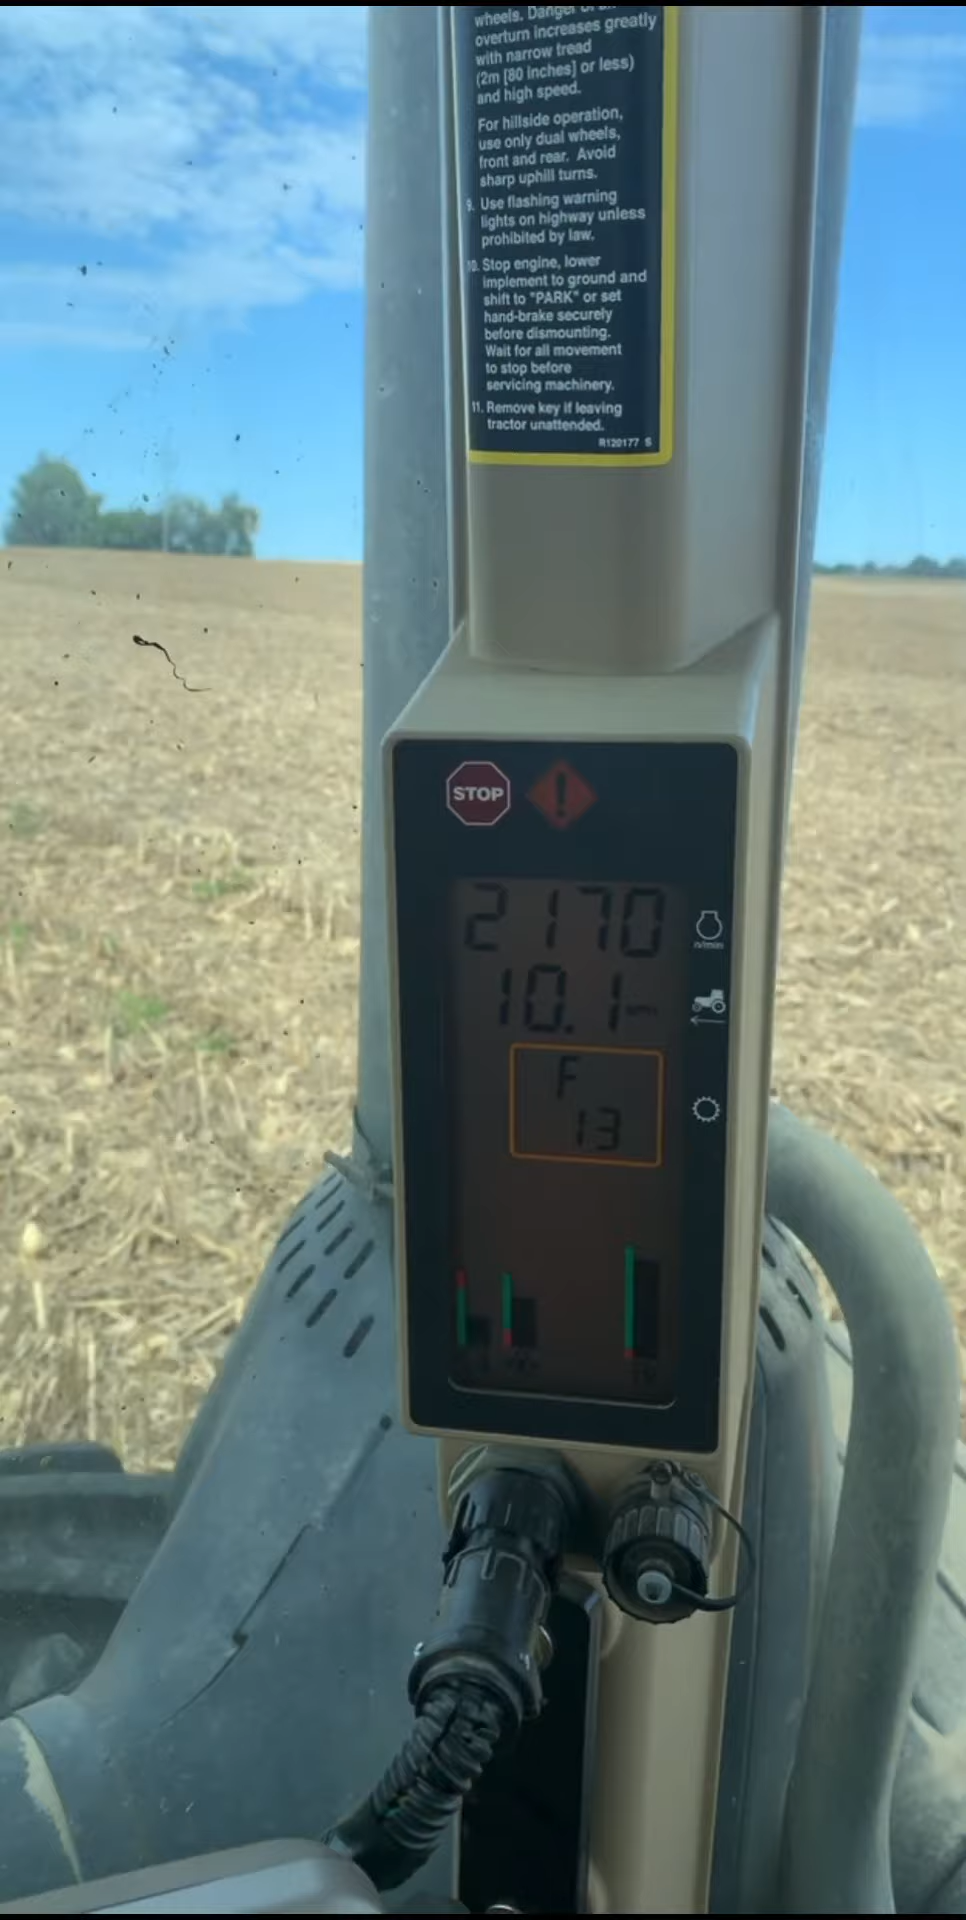 wheels. Danger of an
overturn increases greatly
with narrow tread
(2m [80 inches] or less)
and high speed.
For hillside operation,
use only dual wheels,
front and rear. Avoid
sharp uphill turns.
9. Use flashing warning
lights on highway unless
prohibited by law.
10. Stop engine, lower
implement to ground and
shift to "PARK" or set
hand-brake securely
before dismounting.
Wait for all movement
to stop before
servicing machinery.
11. Remove key if leaving
tractor unattended.
R120177 S
STOP !
2170
n/min
10.1
F
13